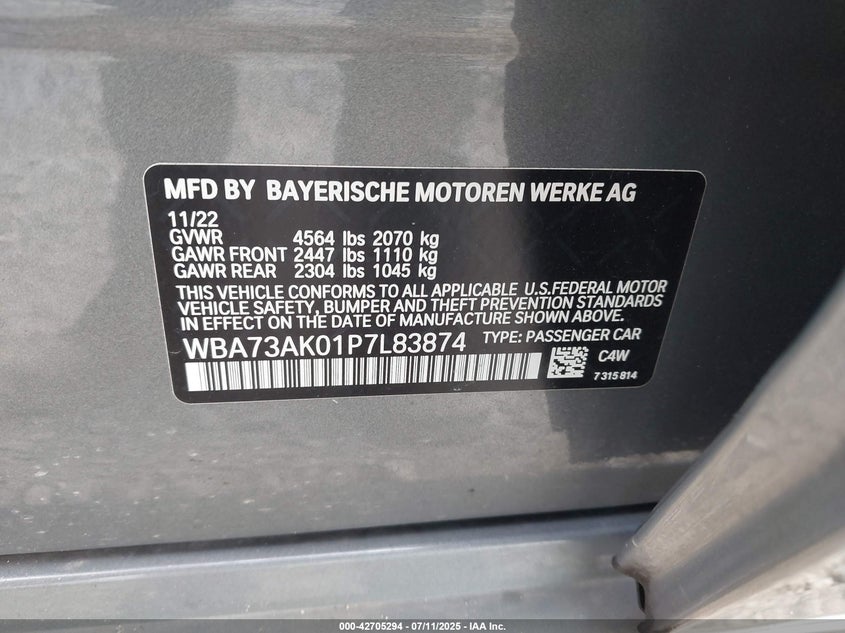 MFD BY BAYERISCHE MOTOREN WERKE AG
11/22
GVWR 4564 lbs 2070 kg
GAWR FRONT 2447 lbs 1110 kg
GAWR REAR 2304 lbs 1045 kg
THIS VEHICLE CONFORMS TO ALL APPLICABLE U.S.FEDERAL MOTOR
VEHICLE SAFETY, BUMPER AND THEFT PREVENTION STANDARDS
IN EFFECT ON THE DATE OF MANUFACTURE SHOWN ABOVE.
WBA73AK01P7L83874 TYPE: PASSENGER CAR
C4W
7 315 814
000-42705294 - 07/11/2025 - IAA Inc.